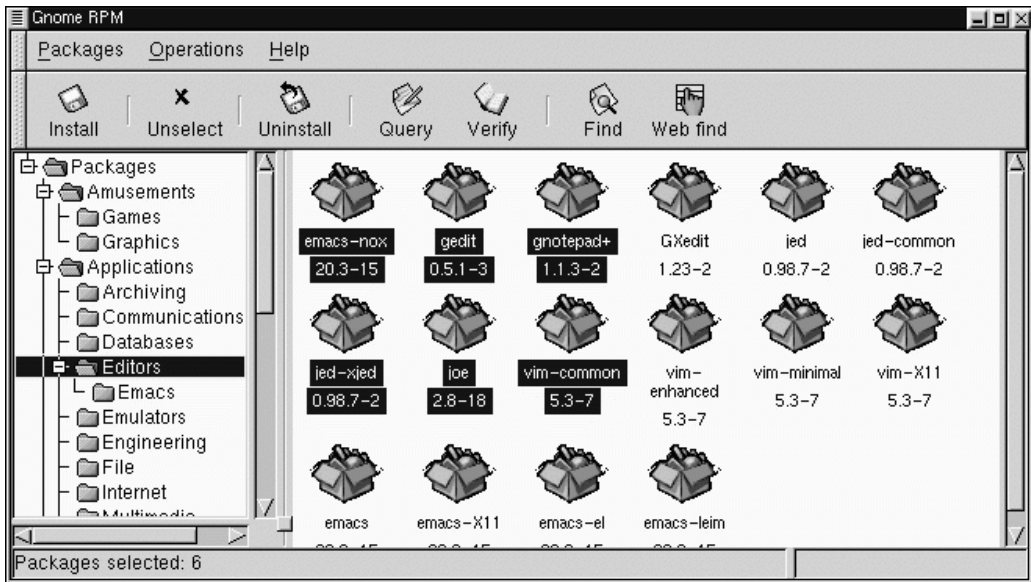 Gnome RPM
Packages Operations Help
Install Unselect Uninstall Query Verify Find Web find
Packages
Amusements
Games
Graphics
Applications
Archiving
Communications
Databases
Editors
Emacs
Emulators
Engineering
File
Internet
Multimedia
emacs-nox gedit gnotepad+ GXedit jed jed-common
20.3-15 0.5.1-3 1.1.3-2 1.23-2 0.98.7-2 0.98.7-2
jed-xjed joe vim-common vim-enhanced vim-minimal vim-X11
0.98.7-2 2.8-18 5.3-7 5.3-7 5.3-7 5.3-7
emacs emacs-X11 emacs-el emacs-leim
Packages selected: 6